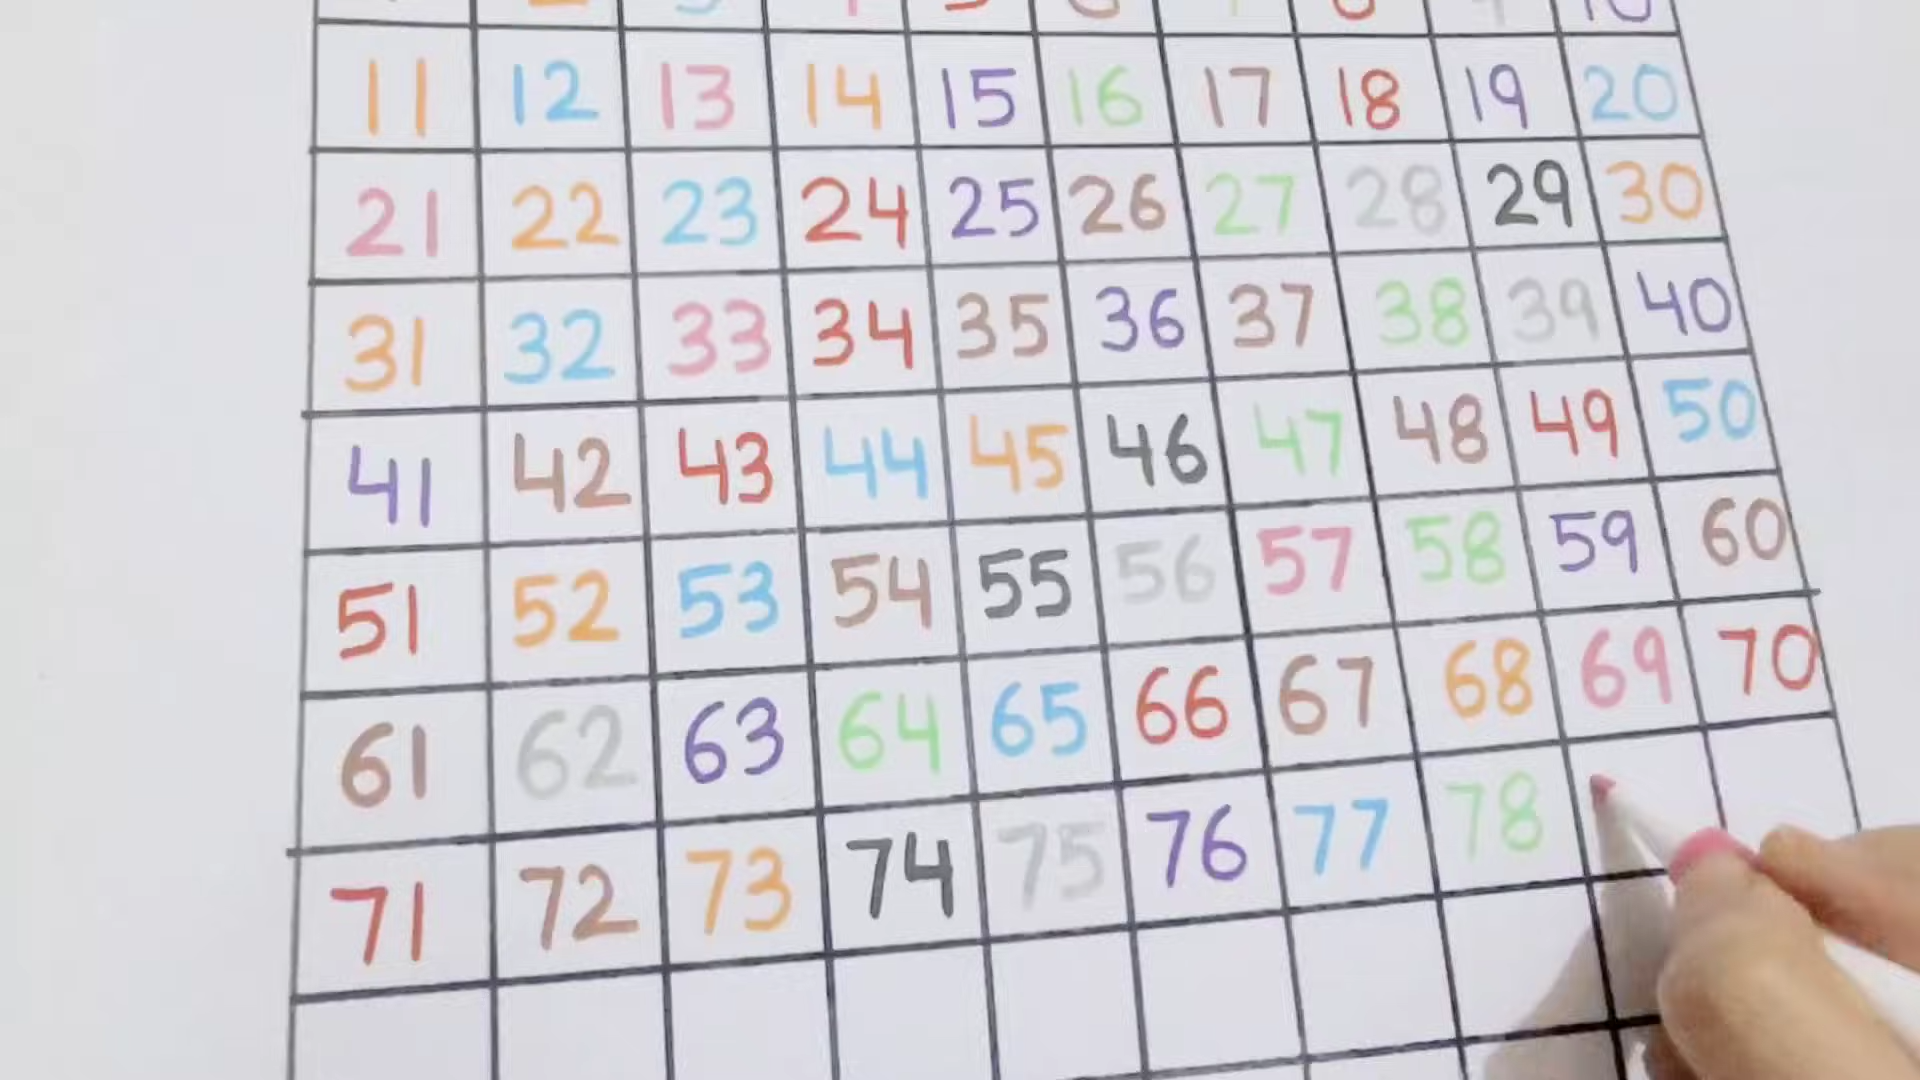 10
11 12 13 14 15 16 17 18 19 20
21 22 23 24 25 26 27 28 29 30
31 32 33 34 35 36 37 38 39 40
41 42 43 44 45 46 47 48 49 50
51 52 53 54 55 56 57 58 59 60
61 62 63 64 65 66 67 68 69 70
71 72 73 74 75 76 77 78